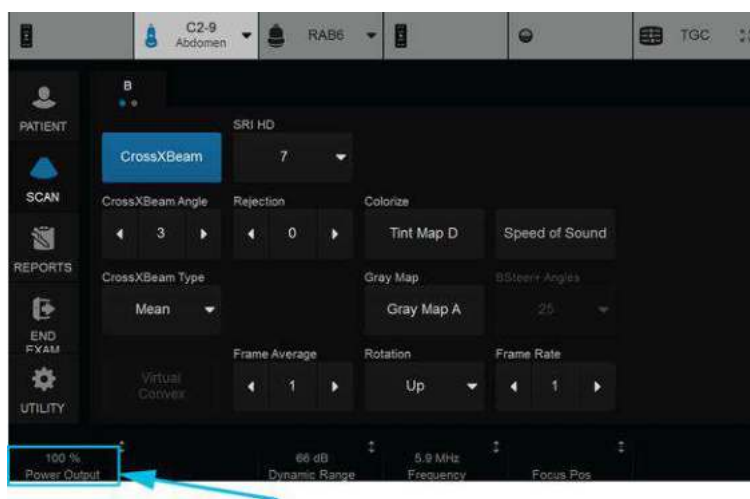 C2-9
Abdomen
RAB6
TGC
B
PATIENT
SRI HD
CrossXBeam
7
SCAN
CrossXBeam Angle
Rejection
Colorize
3
0
Tint Map D
Speed of Sound
REPORTS
CrossXBeam Type
Gray Map
BSteer+ Angles
Mean
Gray Map A
25
END
EXAM
Frame Average
Rotation
Frame Rate
Virtual
Convex
1
Up
1
UTILITY
100 %
66 dB
5.9 MHz
Power Output
Dynamic Range
Frequency
Focus Pos